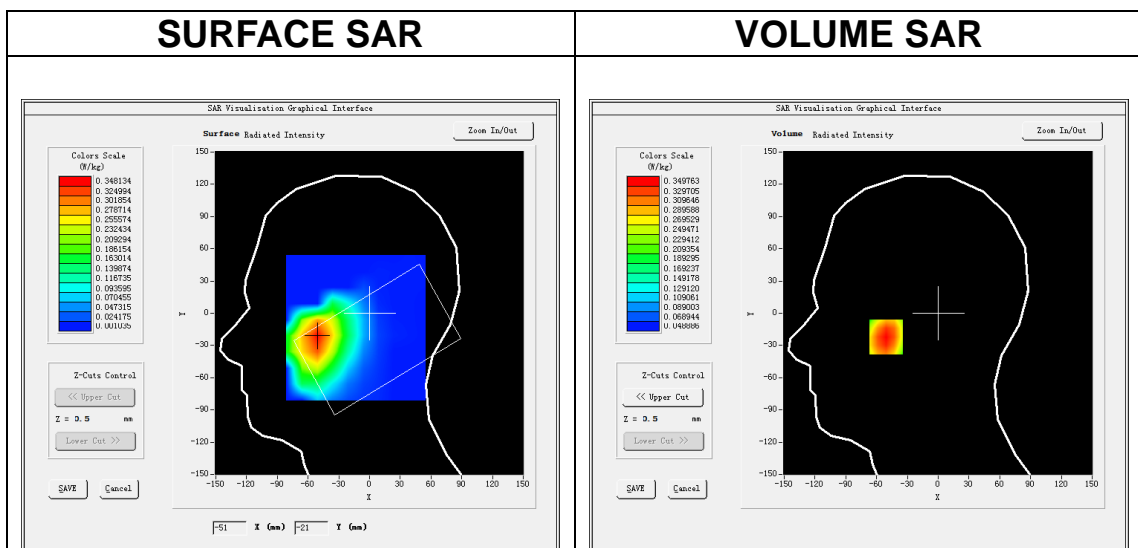 SURFACE SAR
VOLUME SAR
SAR Visualisation Graphical Interface
Surface Radiated Intensity
Zoom In/Out
Colors Scale
(W/kg)
0.348134
0.324994
0.301854
0.278714
0.255574
0.232434
0.209294
0.186154
0.163014
0.139874
0.116735
0.093595
0.070455
0.047315
0.024175
0.001035
150
120
90
60
30
0
-30
-60
-90
-120
-150
Y
-150 -120 -90 -60 -30 0 30 60 90 120 150
X
Z-Cuts Control
<< Upper Cut
Z = 0.5 mm
Lower Cut >>
SAVE Cancel
-51 X (mm) -21 Y (mm)
SAR Visualisation Graphical Interface
Volume Radiated Intensity
Zoom In/Out
Colors Scale
(W/kg)
0.349763
0.329705
0.309646
0.289588
0.269529
0.249471
0.229412
0.209354
0.189295
0.169237
0.149178
0.129120
0.109061
0.089003
0.068944
0.048886
150
120
90
60
30
0
-30
-60
-90
-120
-150
Y
-150 -120 -90 -60 -30 0 30 60 90 120 150
X
Z-Cuts Control
<< Upper Cut
Z = 0.5 mm
Lower Cut >>
SAVE Cancel